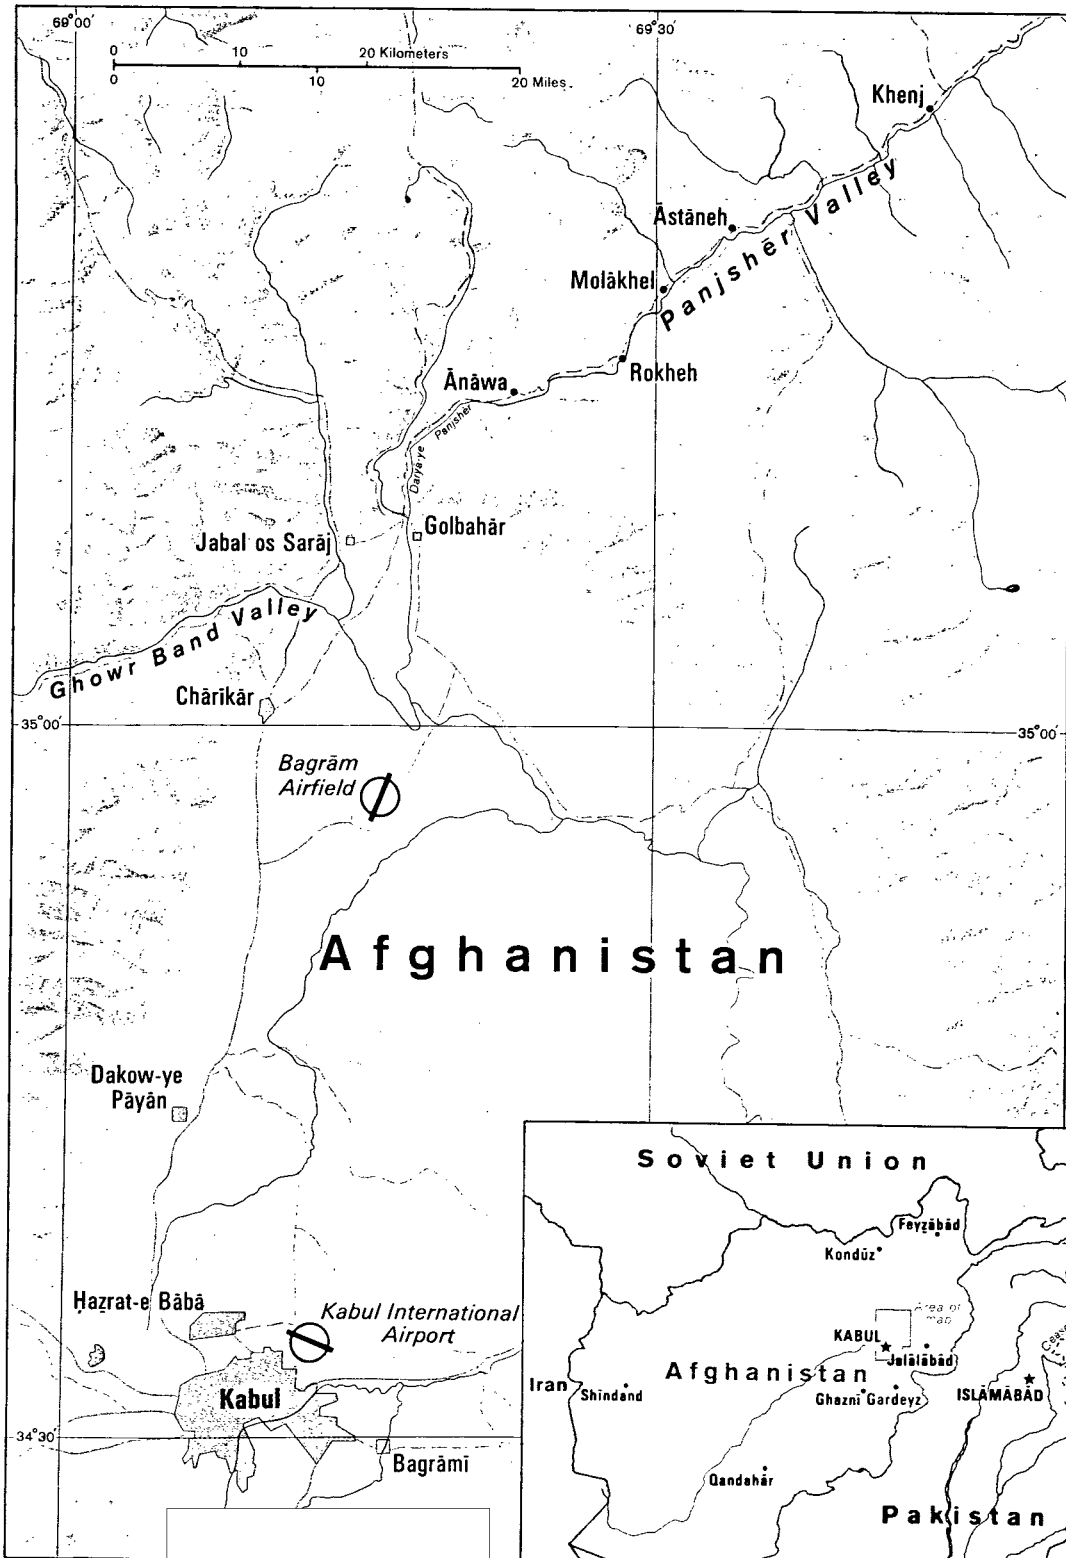 69°00'
69°30'
0 10 20 Kilometers
0 10 20 Miles
Khenj
Panjshēr Valley
Āstāneh
Molākhel
Rokheh
Ānāwa
Daryā-ye Panjshēr
Golbahār
Jabal os Sarāj
Ghowr Band Valley
Chārīkār
35°00'
35°00'
Bagrām
Airfield
Afghanistan
Dakow-ye
Pāyān
Ḥaẓrat-e Bābā
Kabul International
Airport
Kabul
34°30'
Bagrāmī
Soviet Union
Feyẓābād
Kondūz
Area of
map
KABUL
Jalālābād
Afghanistan
Iran
Shīndand
Ghaznī
Gardeyz
ISLĀMĀBĀD
Qandahār
Pakistan